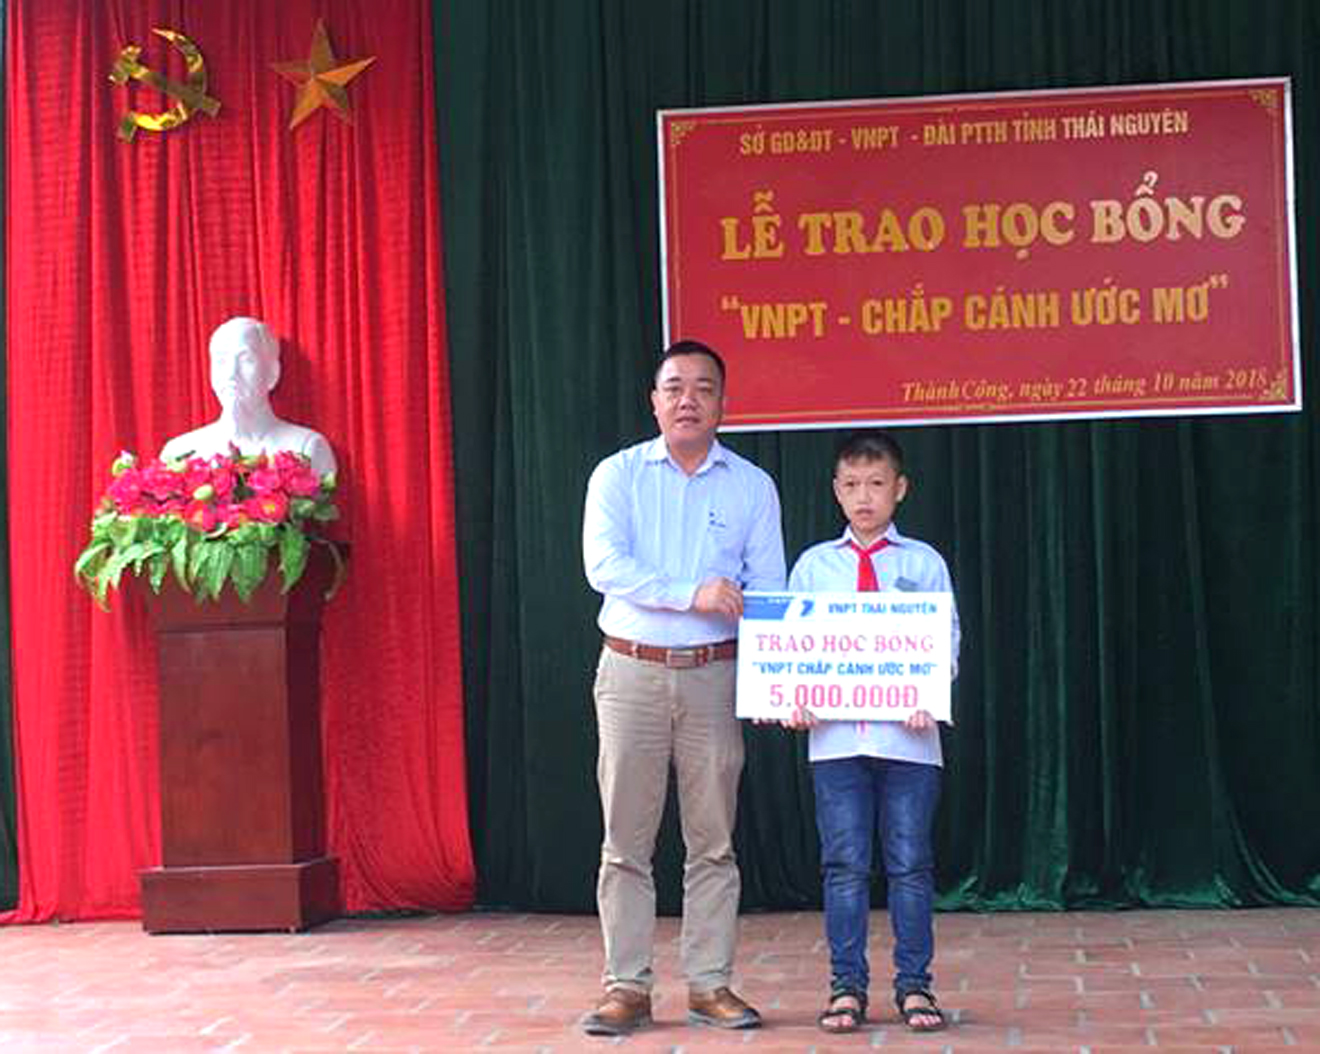 SỞ GD&ĐT - VNPT - ĐÀI PTTH TỈNH THÁI NGUYÊN
LỄ TRAO HỌC BỔNG
"VNPT - CHẮP CÁNH ƯỚC MƠ"
Thành Công, ngày 22 tháng 10 năm 2018
VNPT THÁI NGUYÊN
TRAO HỌC BỔNG
"VNPT CHẮP CÁNH ƯỚC MƠ"
5.000.000Đ